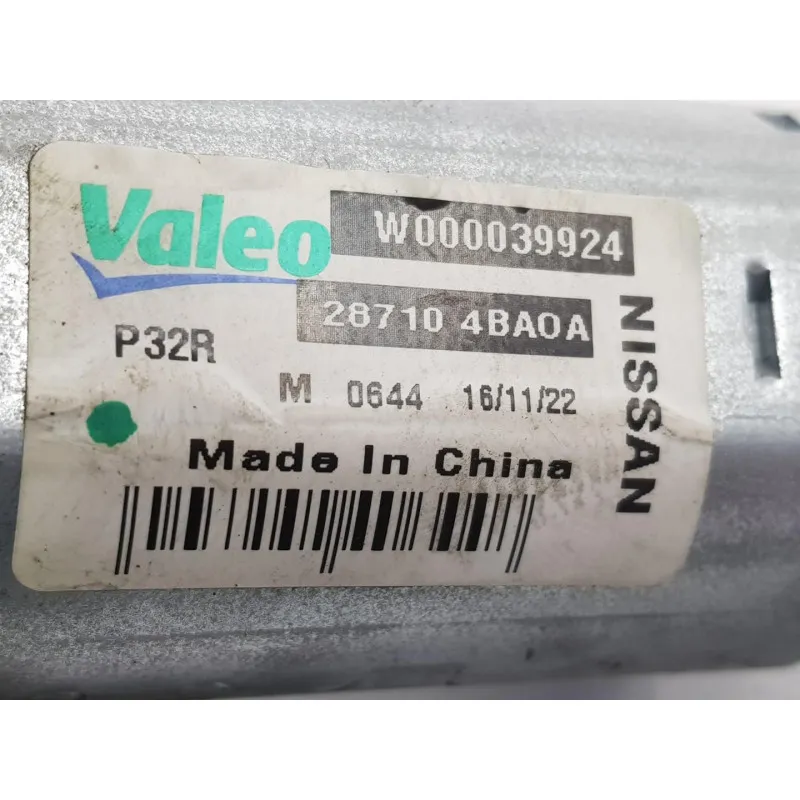 Valeo
W000039924
28710 4BA0A
P32R
M 0644 16/11/22
Made In China
NISSAN